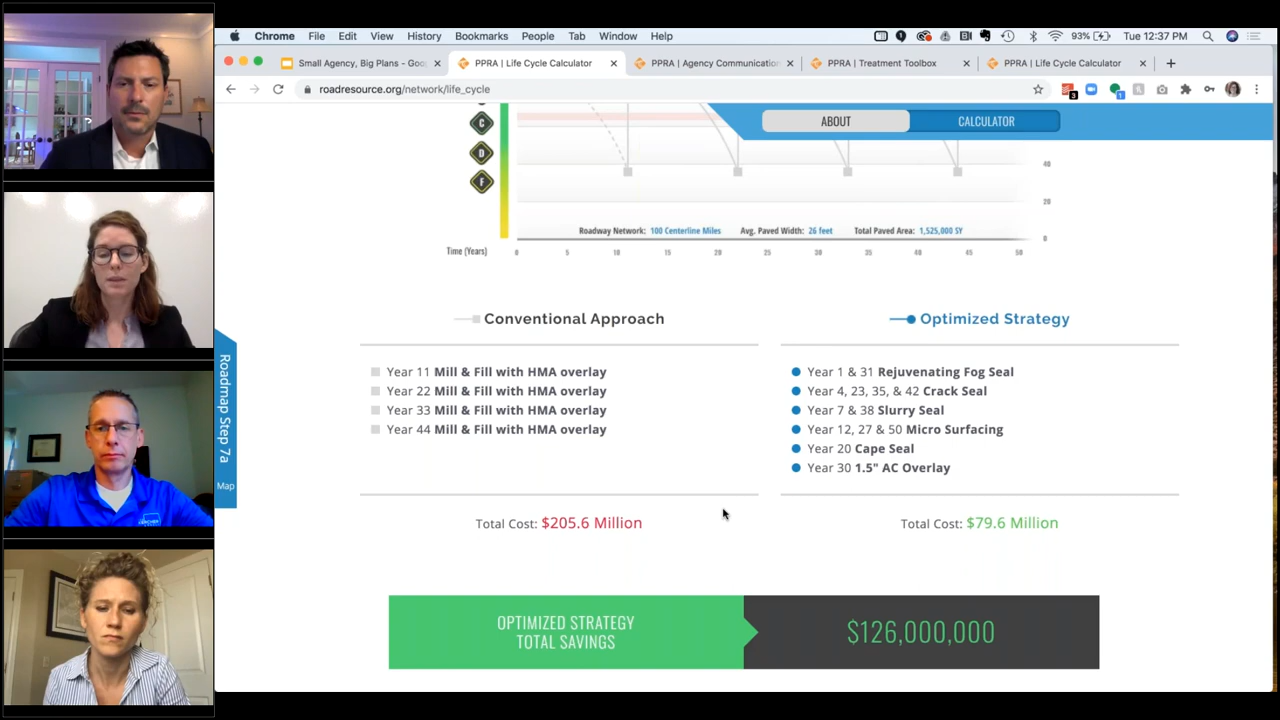 Chrome File Edit View History Bookmarks People Tab Window Help 93% Tue 12:37 PM
Small Agency, Big Plans - Goo
PPRA | Life Cycle Calculator
PPRA | Agency Communication
PPRA | Treatment Toolbox
PPRA | Life Cycle Calculator
roadresource.org/network/life_cycle
3
1
ABOUT
CALCULATOR
C
D
F
40
20
0
Roadway Network: 100 Centerline Miles Avg. Paved Width: 26 feet Total Paved Area: 1,525,000 SY
Time (Years) 0 5 10 15 20 25 30 35 40 45 50
Roadmap Step 7a
Map
Conventional Approach
Year 11 Mill & Fill with HMA overlay
Year 22 Mill & Fill with HMA overlay
Year 33 Mill & Fill with HMA overlay
Year 44 Mill & Fill with HMA overlay
Total Cost: $205.6 Million
Optimized Strategy
Year 1 & 31 Rejuvenating Fog Seal
Year 4, 23, 35, & 42 Crack Seal
Year 7 & 38 Slurry Seal
Year 12, 27 & 50 Micro Surfacing
Year 20 Cape Seal
Year 30 1.5" AC Overlay
Total Cost: $79.6 Million
OPTIMIZED STRATEGY
TOTAL SAVINGS
$126,000,000